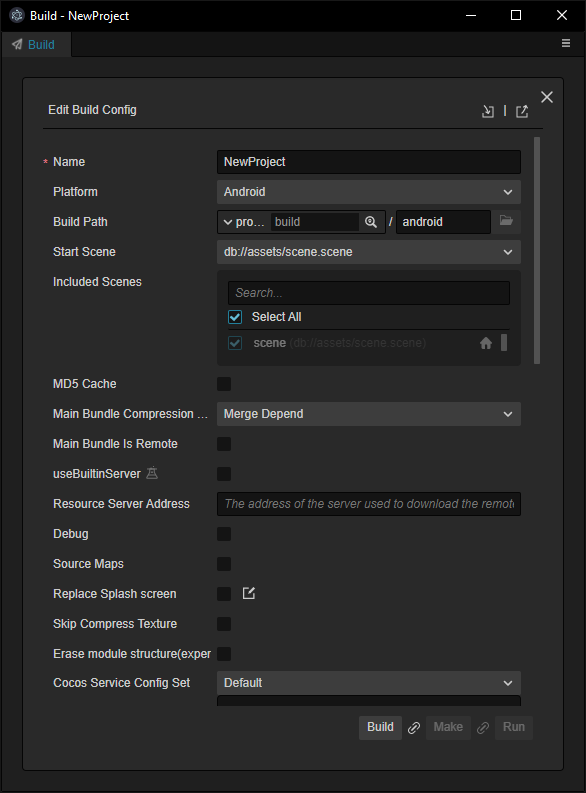 Build - NewProject
Build
Edit Build Config
* Name NewProject
Platform Android
Build Path pro... build / android
Start Scene db://assets/scene.scene
Included Scenes
Search...
Select All
scene (db://assets/scene.scene)
MD5 Cache
Main Bundle Compression ... Merge Depend
Main Bundle Is Remote
useBuiltinServer
Resource Server Address The address of the server used to download the remote
Debug
Source Maps
Replace Splash screen
Skip Compress Texture
Erase module structure(exper
Cocos Service Config Set Default
Build Make Run